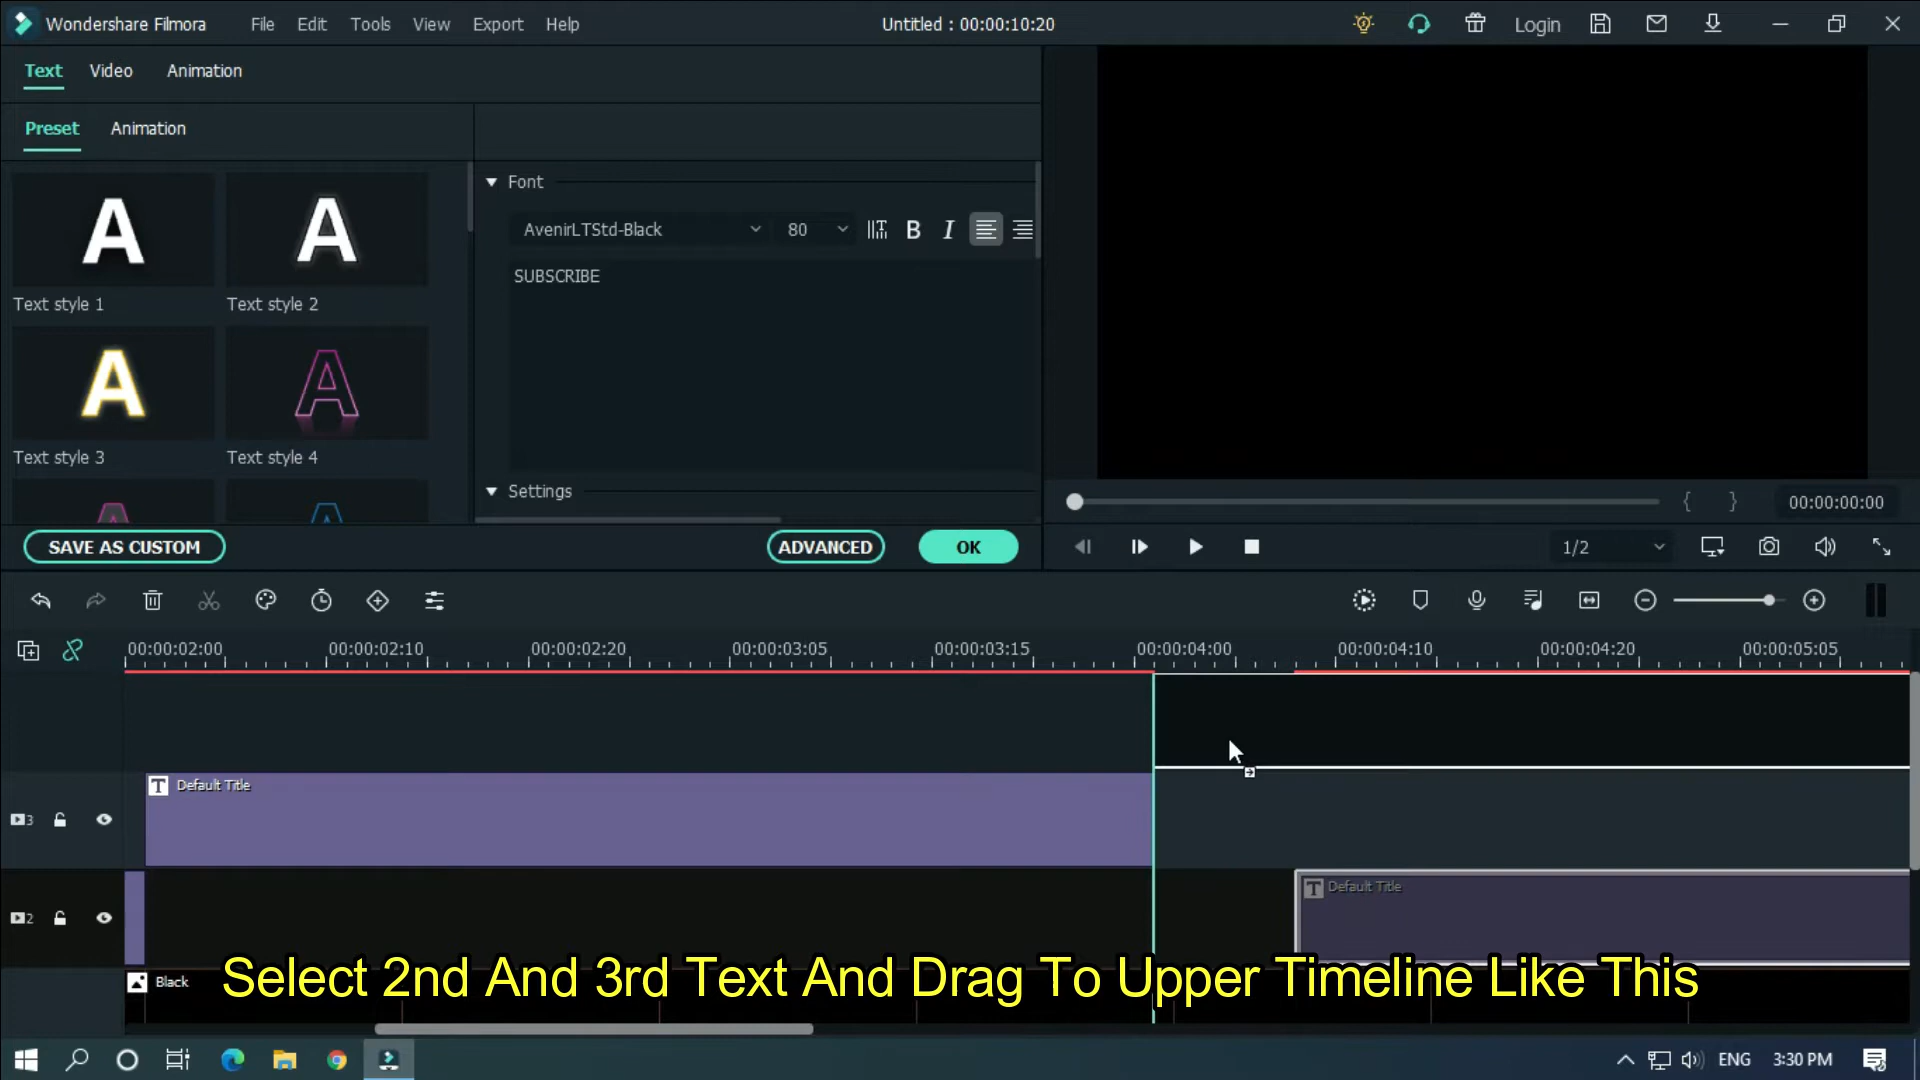 Wondershare Filmora File Edit Tools View Export Help Untitled : 00:00:10:20 Login
Text Video Animation
Preset Animation
Font
AvenirLTStd-Black 80 B I
SUBSCRIBE
A A
Text style 1 Text style 2
A A
Text style 3 Text style 4
Settings
00:00:00:00
SAVE AS CUSTOM ADVANCED OK 1/2
00:00:02:00 00:00:02:10 00:00:02:20 00:00:03:05 00:00:03:15 00:00:04:00 00:00:04:10 00:00:04:20 00:00:05:05
T Default Title
3
T Default Title
2
Black
Select 2nd And 3rd Text And Drag To Upper Timeline Like This
ENG 3:30 PM